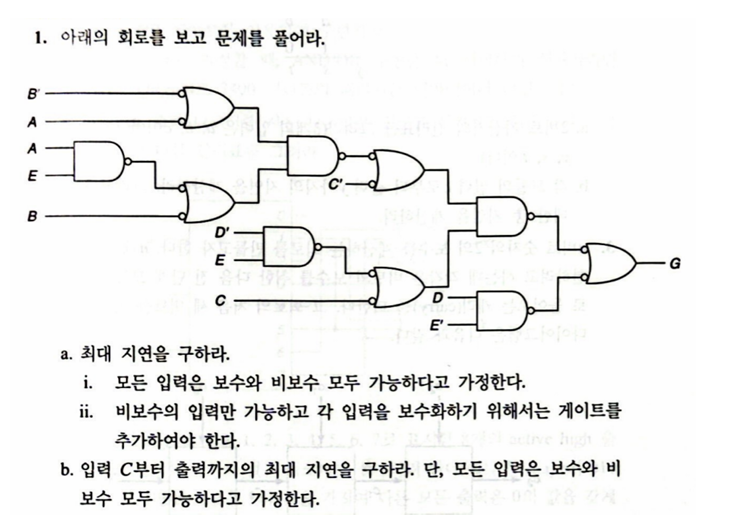 1. 아래의 회로를 보고 문제를 풀어라.
B'
A
A
E
B
C'
D'
E
C
D
E'
G
a. 최대 지연을 구하라.
i. 모든 입력은 보수와 비보수 모두 가능하다고 가정한다.
ii. 비보수의 입력만 가능하고 각 입력을 보수화하기 위해서는 게이트를
추가하여야 한다.
b. 입력 C부터 출력까지의 최대 지연을 구하라. 단, 모든 입력은 보수와 비
보수 모두 가능하다고 가정한다.